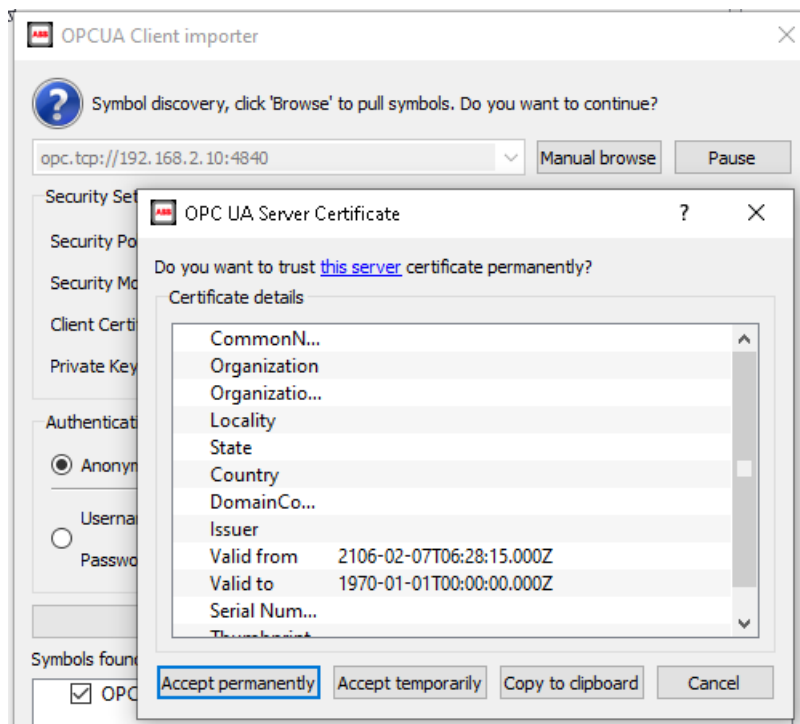 ABB OPCUA Client importer
Symbol discovery, click 'Browse' to pull symbols. Do you want to continue?
opc.tcp://192.168.2.10:4840
Manual browse
Pause
Security Set
Security Po
Security Mo
Client Certi
Private Key
Authenticati
Anonym
Userna
Passwo
Symbols foun
OPC
ABB OPC UA Server Certificate
Do you want to trust this server certificate permanently?
Certificate details
CommonN...
Organization
Organizatio...
Locality
State
Country
DomainCo...
Issuer
Valid from 2106-02-07T06:28:15.000Z
Valid to 1970-01-01T00:00:00.000Z
Serial Num...
Thumbprint
Accept permanently
Accept temporarily
Copy to clipboard
Cancel